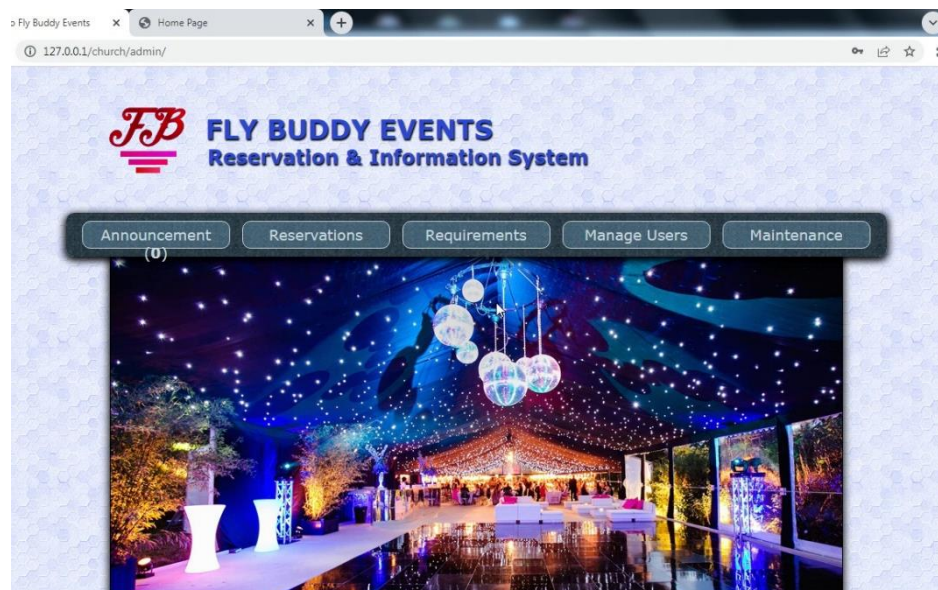 o Fly Buddy Events
Home Page
127.0.0.1/church/admin/
FB
FLY BUDDY EVENTS
Reservation & Information System
Announcement Reservations Requirements Manage Users Maintenance
(0)